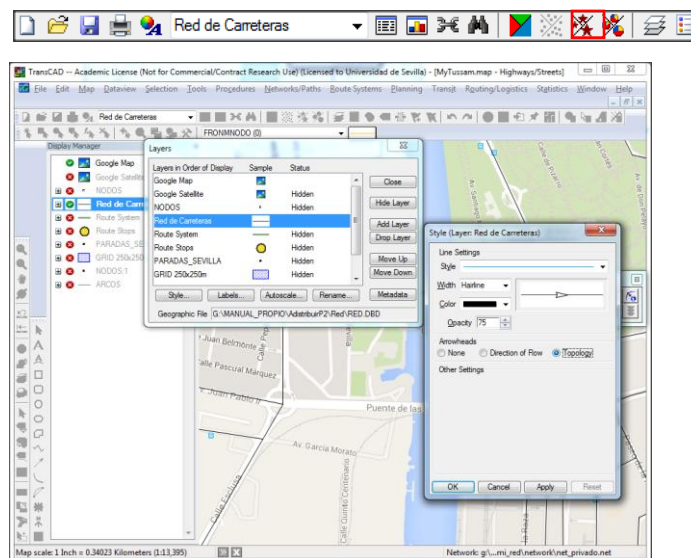 Red de Carreteras
TransCAD -- Academic License (Not for Commercial/Contract Research Use) (Licensed to Universidad de Sevilla) - [MyTussam.map - Highways/Streets]
File Edit Map Dataview Selection Tools Procedures Networks/Paths Route Systems Planning Transit Routing/Logistics Statistics Window Help
Red de Carreteras
FRONMNODO (0)
Display Manager
Google Map
Google Satellite
NODOS
Red de Carr
Route System
Route Stops
PARADAS_SE
GRID 250x250m
NODOS:1
ARCOS
Layers
Layers in Order of Display Sample Status
Google Map
Google Satellite Hidden
NODOS Hidden
Red de Carreteras
Route System Hidden
Route Stops Hidden
PARADAS_SEVILLA Hidden
GRID 250x250m Hidden
Close
Hide Layer
Add Layer
Drop Layer
Move Up
Move Down
Style... Labels... Autoscale... Rename... Metadata
Geographic File G:\MANUAL_PROPIO\AdistribuirP2\Red\RED.DBD
Style (Layer: Red de Carreteras)
Line Settings
Style
Width Hairline
Color
Opacity 75
Arrowheads
None Direction of Flow Topology
Other Settings
OK Cancel Apply Reset
Juan Belmonte
Calle Pascual Márquez
Juan Pablo II
Puente de las
Av. García Morato
Calle Quinto Centenario
Map scale: 1 Inch = 0.34023 Kilometers (1:13,395)
Network: g:\...mi_red\network\net_privado.net